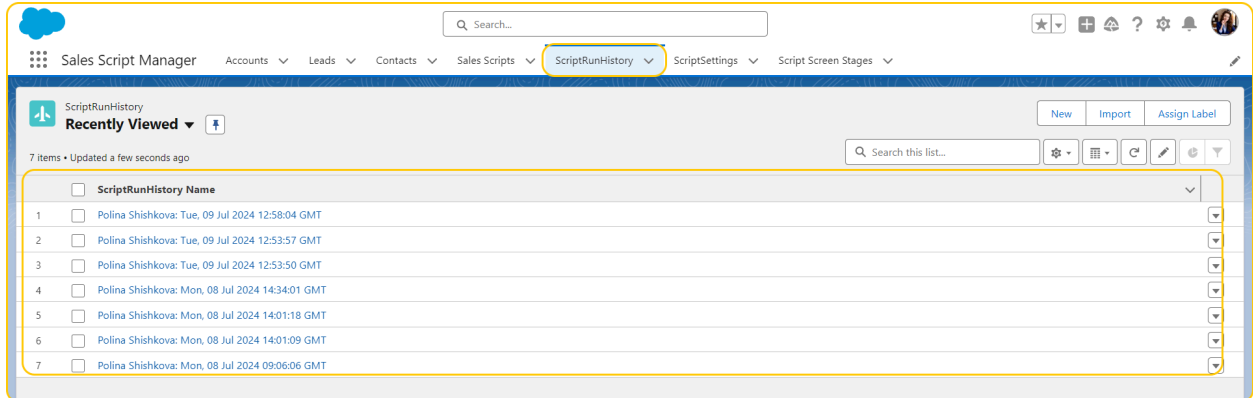 Search...
Sales Script Manager Accounts Leads Contacts Sales Scripts ScriptRunHistory ScriptSettings Script Screen Stages
ScriptRunHistory
Recently Viewed
New Import Assign Label
7 items • Updated a few seconds ago
Search this list...
ScriptRunHistory Name
1 Polina Shishkova: Tue, 09 Jul 2024 12:58:04 GMT
2 Polina Shishkova: Tue, 09 Jul 2024 12:53:57 GMT
3 Polina Shishkova: Tue, 09 Jul 2024 12:53:50 GMT
4 Polina Shishkova: Mon, 08 Jul 2024 14:34:01 GMT
5 Polina Shishkova: Mon, 08 Jul 2024 14:01:18 GMT
6 Polina Shishkova: Mon, 08 Jul 2024 14:01:09 GMT
7 Polina Shishkova: Mon, 08 Jul 2024 09:06:06 GMT